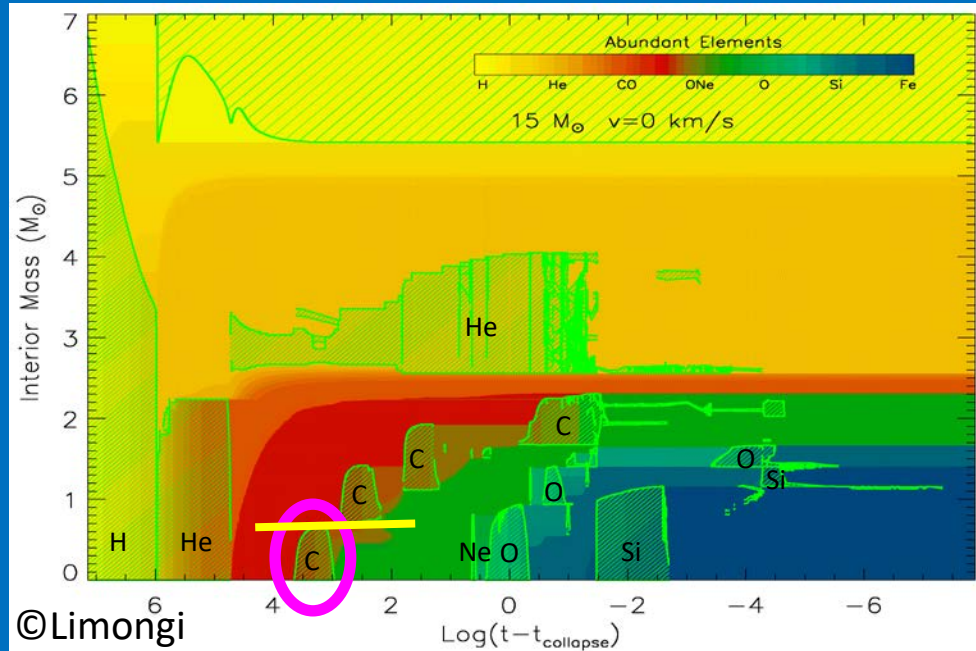 7
6
5
4
3
2
1
0
Interior Mass (M⊙)
Abundant Elements
H He CO ONe O Si Fe
15 M⊙ v=0 km/s
He
C
C
C
O
O
Si
H
He
C
Ne
O
Si
6 4 2 0 −2 −4 −6
Log(t−tcollapse)
©Limongi